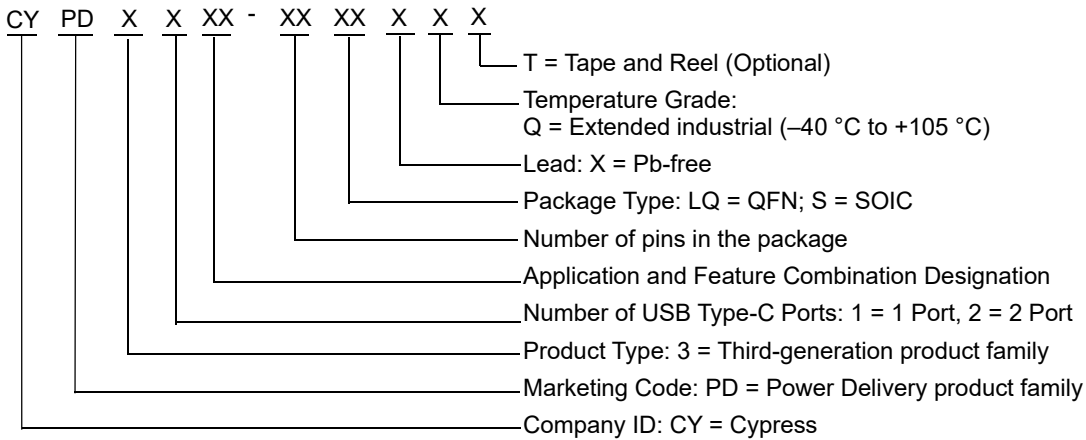 CY PD X X XX - XX XX X X X
T = Tape and Reel (Optional)
Temperature Grade:
Q = Extended industrial (–40 °C to +105 °C)
Lead: X = Pb-free
Package Type: LQ = QFN; S = SOIC
Number of pins in the package
Application and Feature Combination Designation
Number of USB Type-C Ports: 1 = 1 Port, 2 = 2 Port
Product Type: 3 = Third-generation product family
Marketing Code: PD = Power Delivery product family
Company ID: CY = Cypress